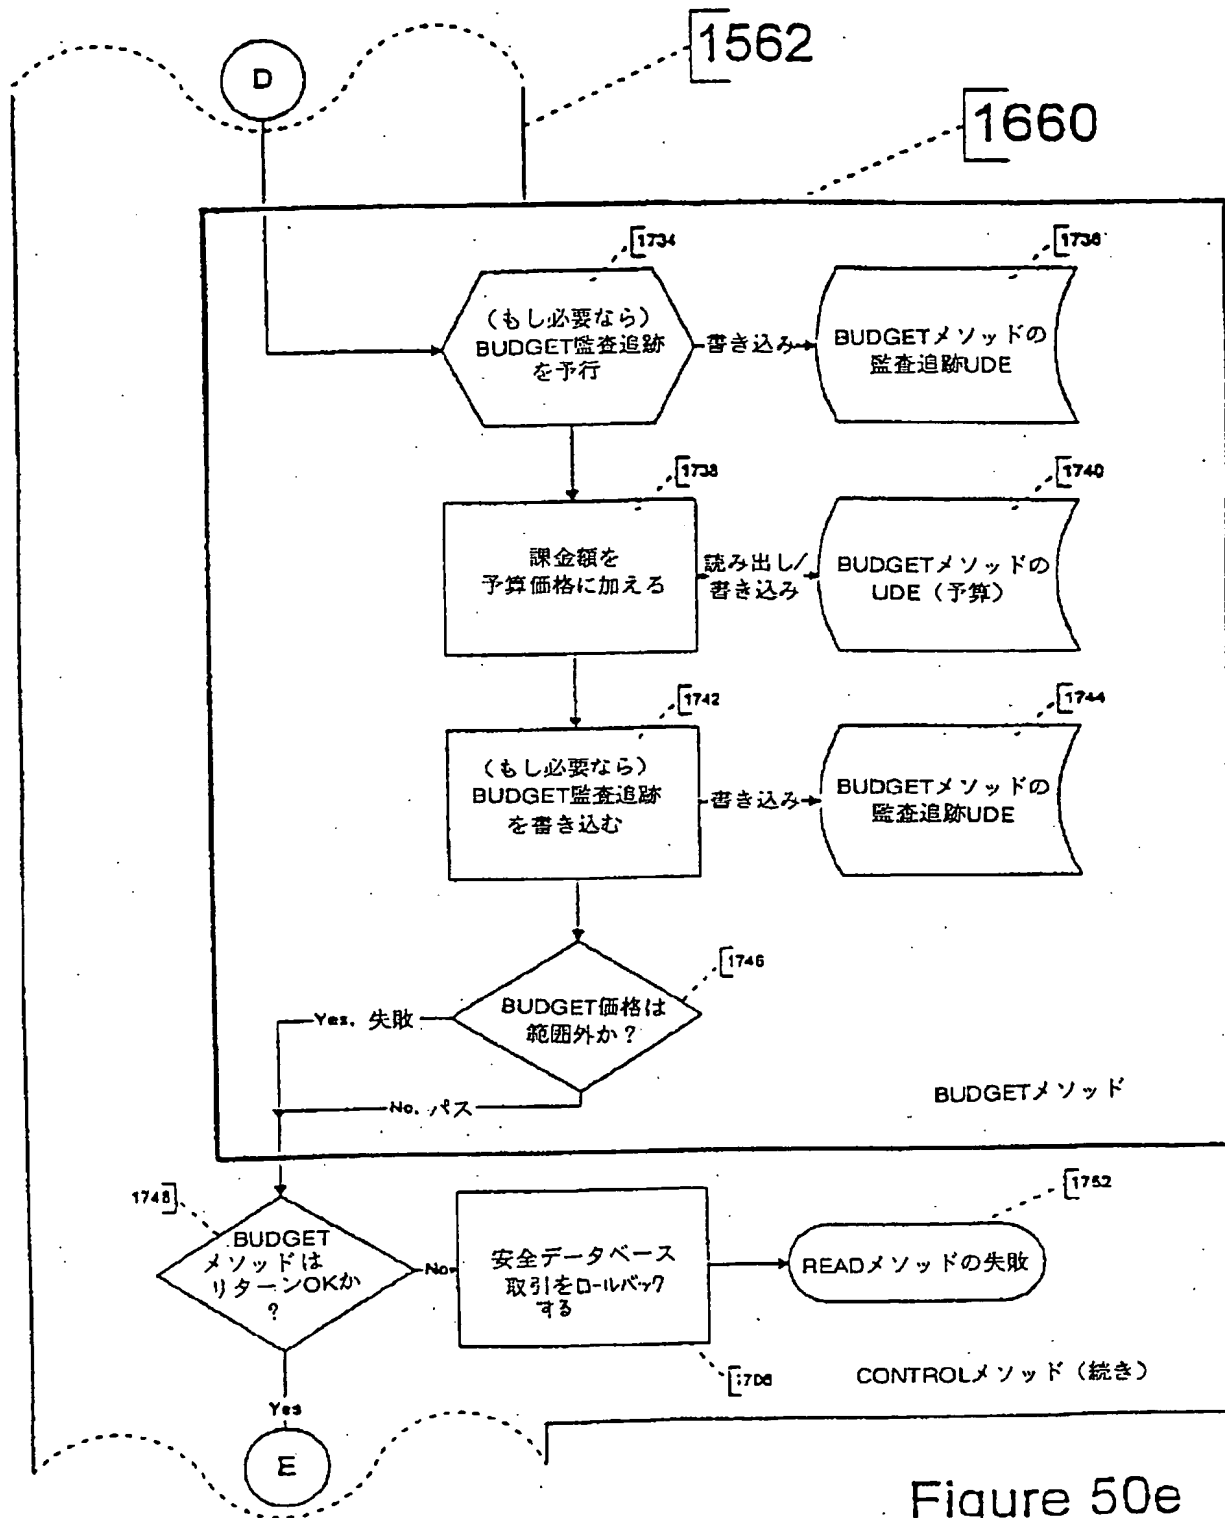 1562
D
1660
1734
1736
(もし必要なら)
BUDGET監査追跡
を予行
書き込み
BUDGETメソッドの
監査追跡UDE
1738
1740
課金額を
予算価格に加える
読み出し/
書き込み
BUDGETメソッドの
UDE(予算)
1742
1744
(もし必要なら)
BUDGET監査追跡
を書き込む
書き込み
BUDGETメソッドの
監査追跡UDE
1746
BUDGET価格は
範囲外か?
Yes, 失敗
No, パス
BUDGETメソッド
1748
1752
BUDGET
メソッドは
リターンOKか
?
No
安全データベース
取引をロールバック
する
READメソッドの失敗
CONTROLメソッド(続き)
Yes
E
Figure 50e